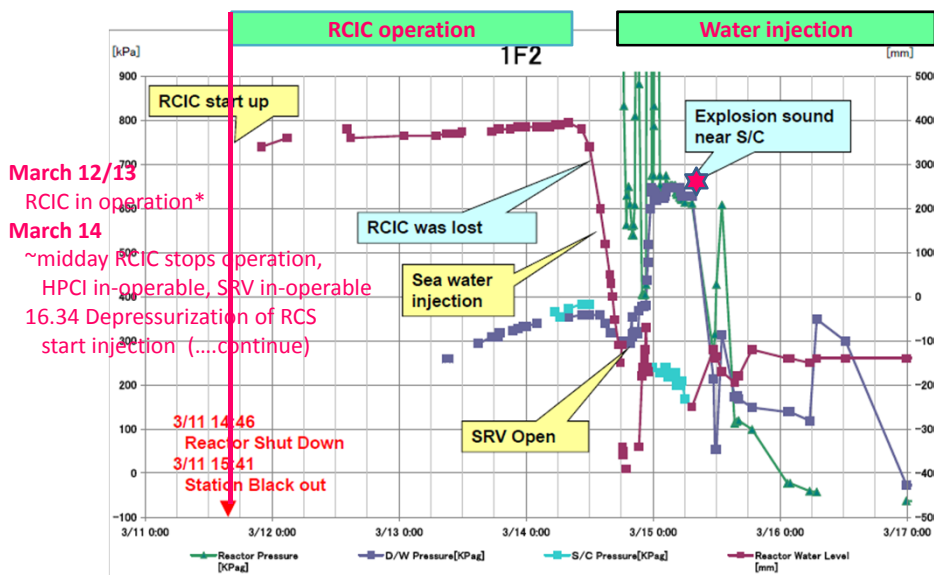 RCIC operation
Water injection
[kPa]
1F2
[mm]
900
800
700
600
500
400
300
200
100
0
−100
RCIC start up
March 12/13
RCIC in operation*
March 14
~midday RCIC stops operation,
HPCI in-operable, SRV in-operable
16.34 Depressurization of RCS
start injection (....continue)
RCIC was lost
Sea water
injection
SRV Open
Explosion sound
near S/C
3/11 14:46
Reactor Shut Down
3/11 15:41
Station Black out
5000
4000
3000
2000
1000
0
-100
-200
-300
-400
-500
3/11 0:00
3/12 0:00
3/13 0:00
3/14 0:00
3/15 0:00
3/16 0:00
3/17 0:00
Reactor Pressure
[KPag]
D/W Pressure[KPag]
S/C Pressure[KPag]
Reactor Water Level
[mm]